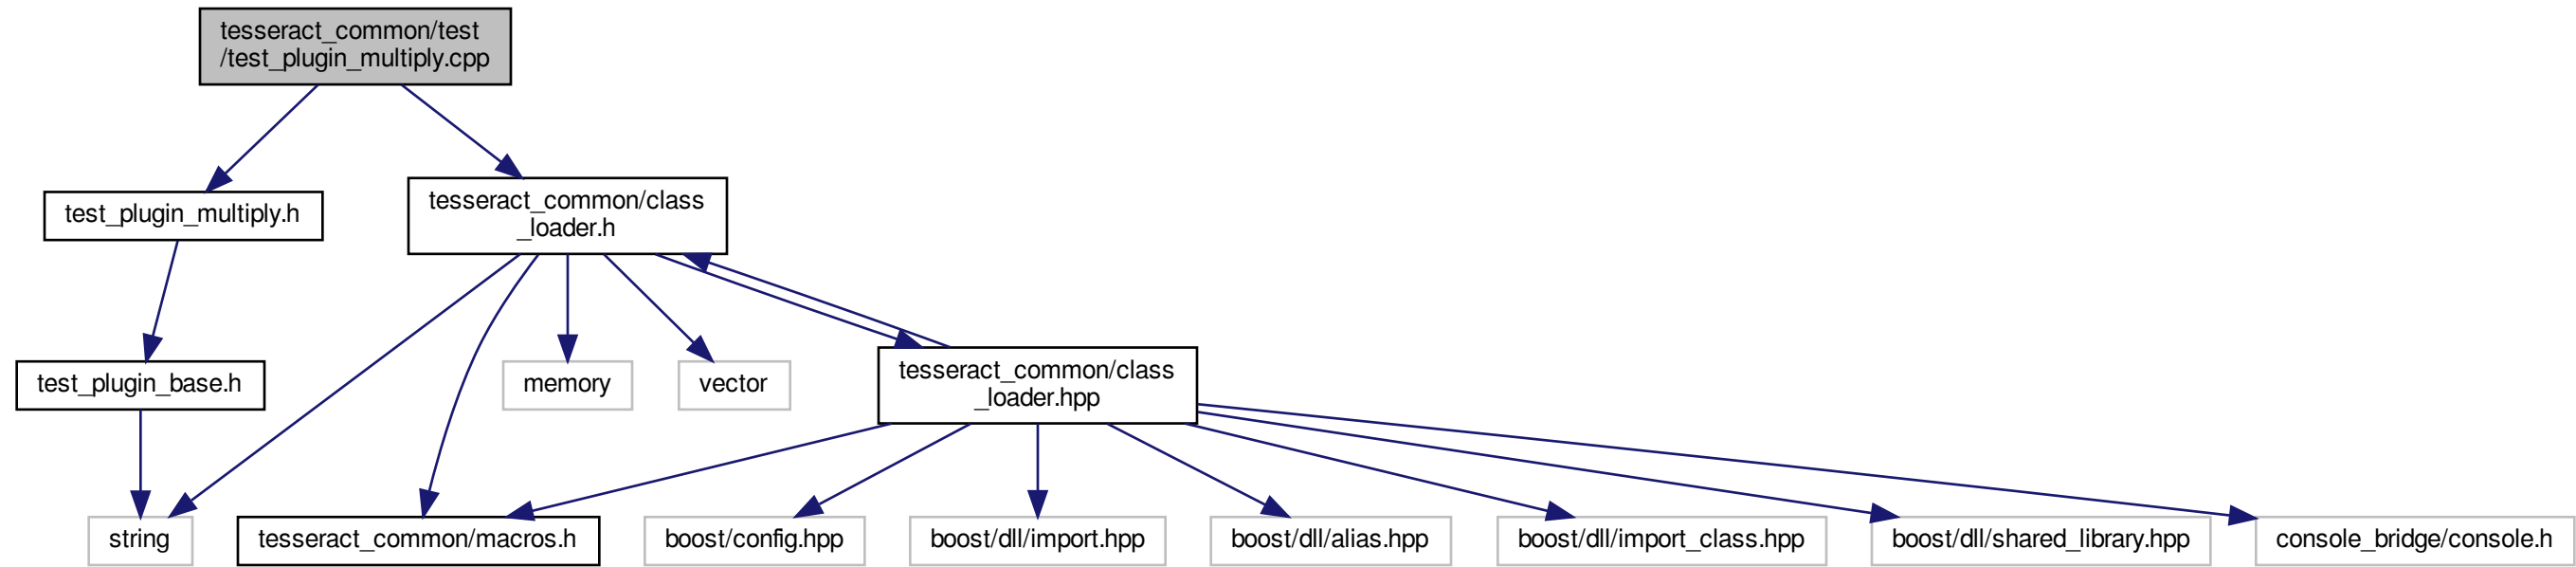 tesseract_common/test
/test_plugin_multiply.cpp
test_plugin_multiply.h
tesseract_common/class
_loader.h
test_plugin_base.h
memory
vector
tesseract_common/class
_loader.hpp
string
tesseract_common/macros.h
boost/config.hpp
boost/dll/import.hpp
boost/dll/alias.hpp
boost/dll/import_class.hpp
boost/dll/shared_library.hpp
console_bridge/console.h